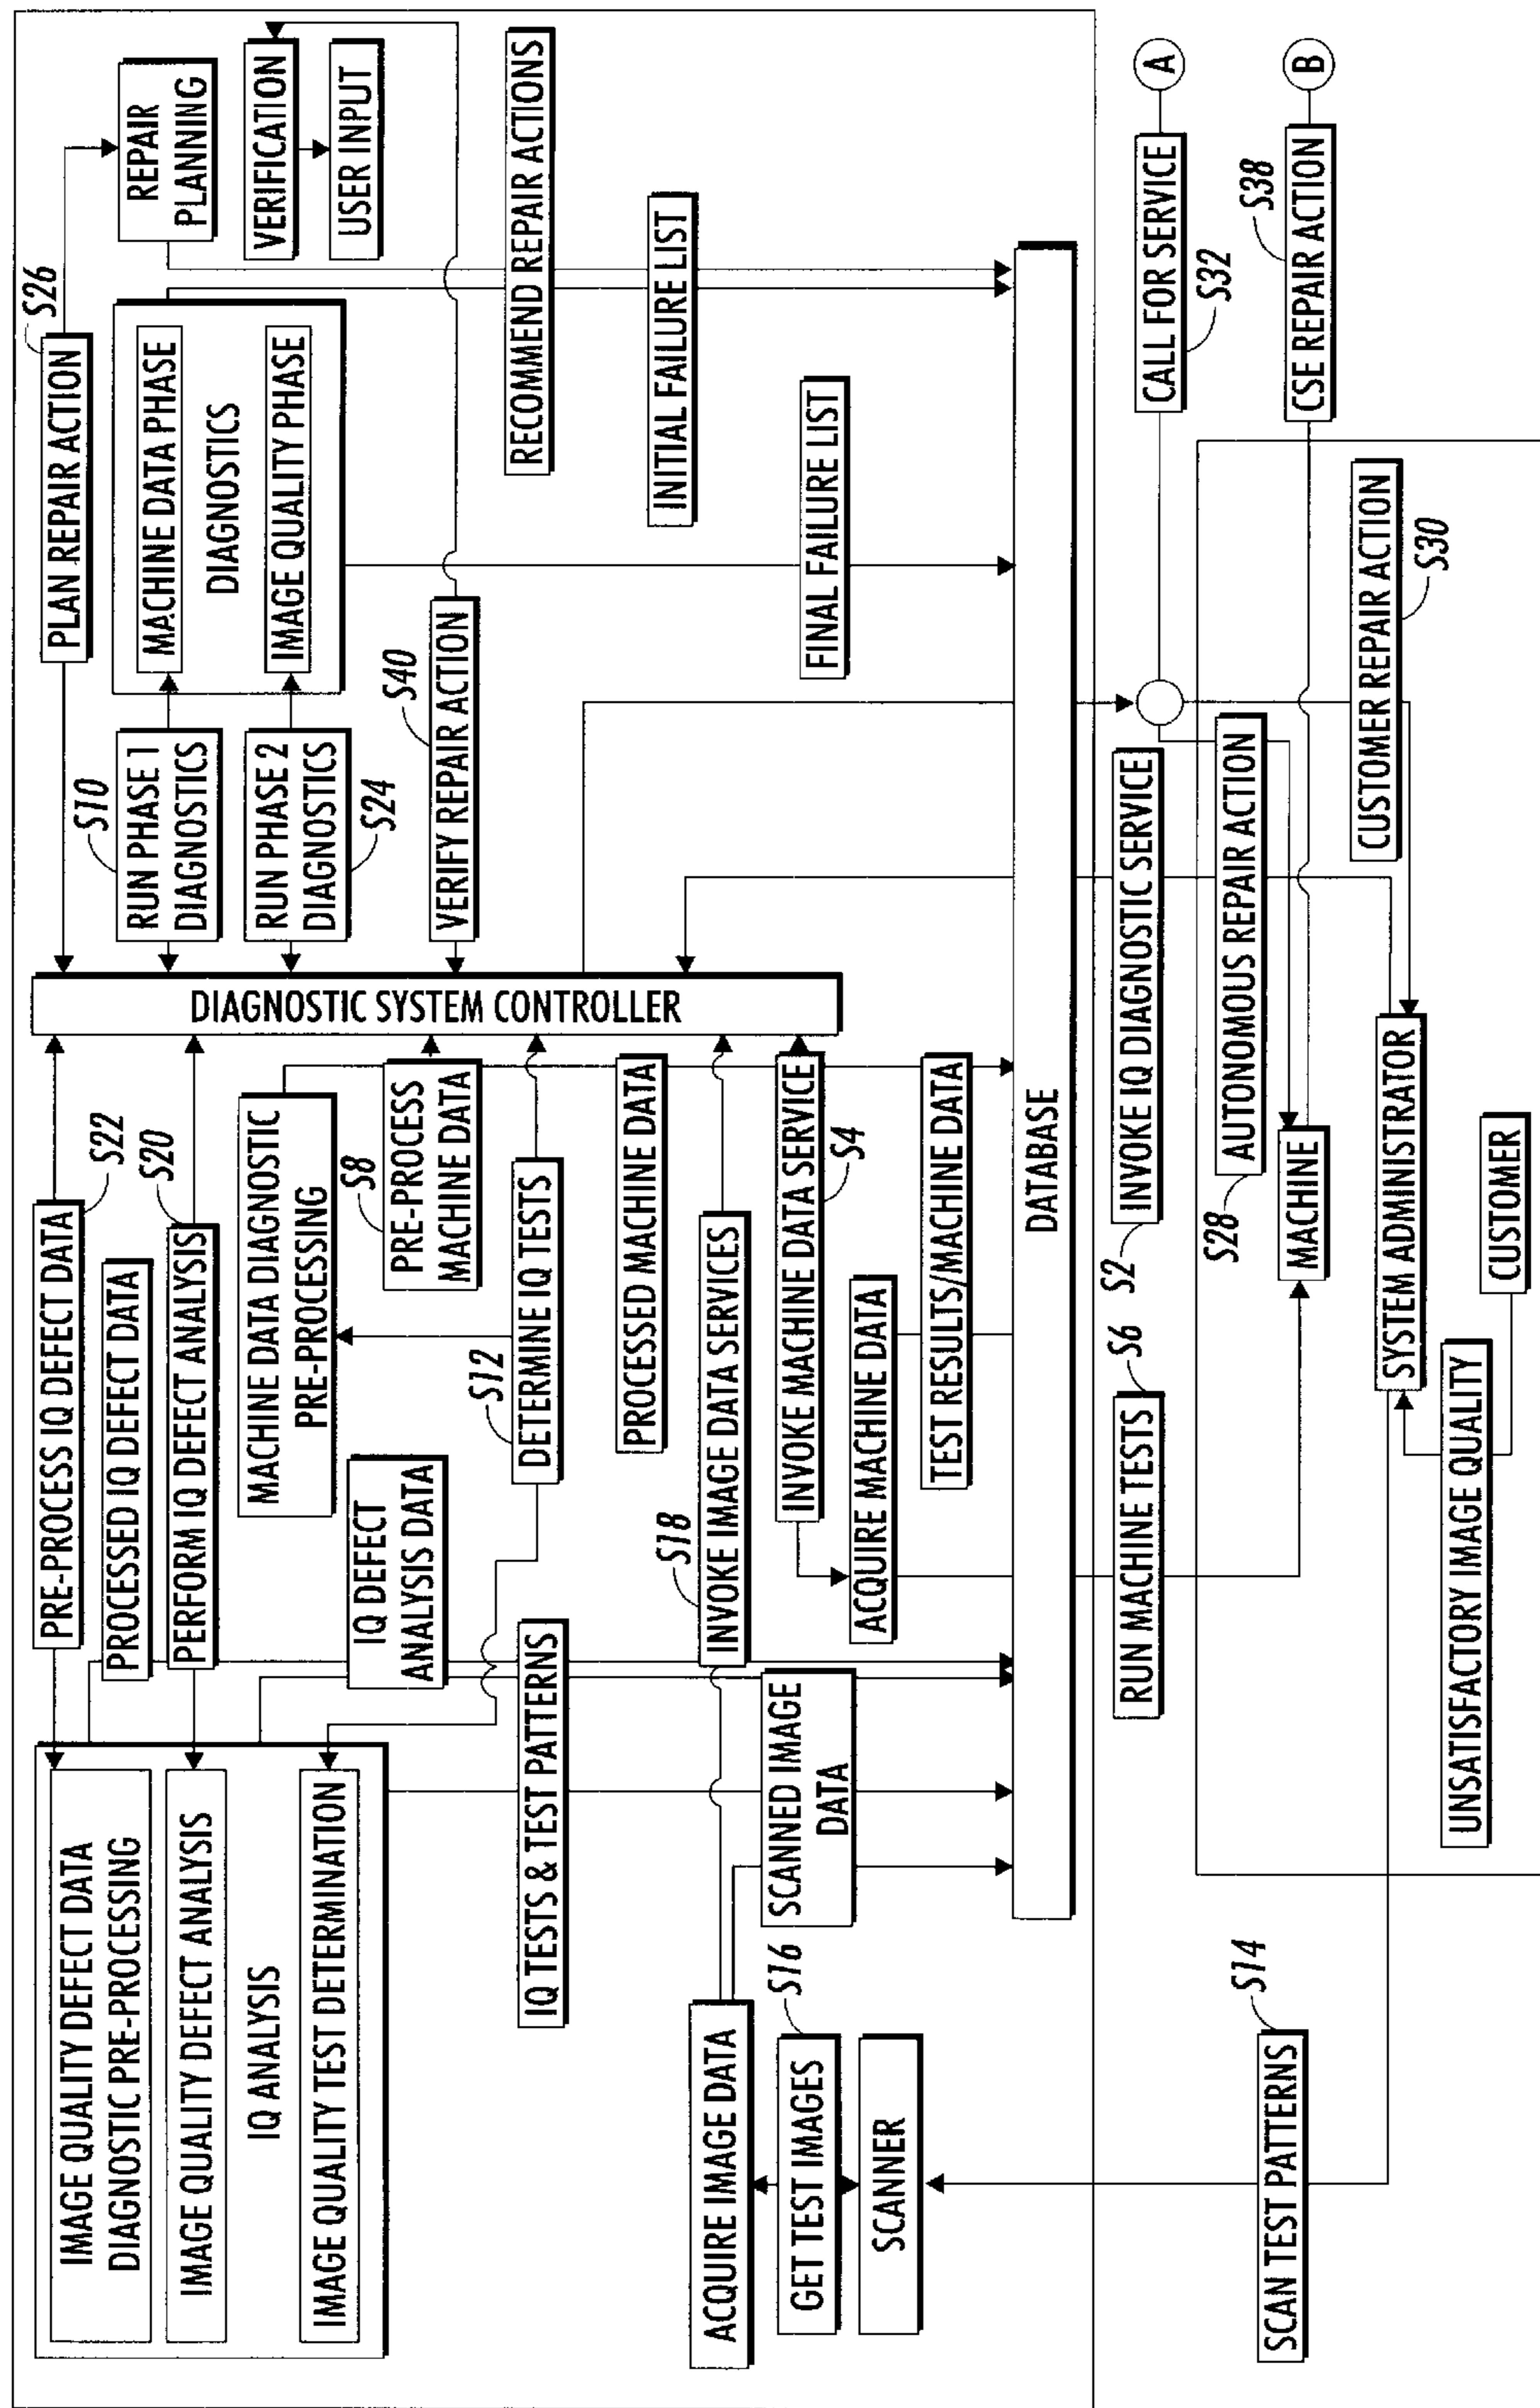 IMAGE QUALITY DEFECT DATA
DIAGNOSTIC PRE-PROCESSING
IMAGE QUALITY DEFECT ANALYSIS
IQ ANALYSIS
IMAGE QUALITY TEST DETERMINATION
PRE-PROCESS IQ DEFECT DATA
S22
PROCESSED IQ DEFECT DATA
PERFORM IQ DEFECT ANALYSIS
S20
MACHINE DATA DIAGNOSTIC
PRE-PROCESSING
IQ DEFECT
ANALYSIS DATA
S8
PRE-PROCESS
MACHINE DATA
S12
DETERMINE IQ TESTS
IQ TESTS & TEST PATTERNS
PROCESSED MACHINE DATA
S18
INVOKE IMAGE DATA SERVICES
INVOKE MACHINE DATA SERVICE
S4
ACQUIRE MACHINE DATA
TEST RESULTS/MACHINE DATA
ACQUIRE IMAGE DATA
SCANNED IMAGE
DATA
S16
GET TEST IMAGES
SCANNER
DIAGNOSTIC SYSTEM CONTROLLER
PLAN REPAIR ACTION
S26
REPAIR
PLANNING
S10
RUN PHASE 1
DIAGNOSTICS
MACHINE DATA PHASE
DIAGNOSTICS
IMAGE QUALITY PHASE
RUN PHASE 2
DIAGNOSTICS
S24
VERIFICATION
USER INPUT
S40
VERIFY REPAIR ACTION
RECOMMEND REPAIR ACTIONS
INITIAL FAILURE LIST
FINAL FAILURE LIST
DATABASE
S14
SCAN TEST PATTERNS
RUN MACHINE TESTS
S6
S2
INVOKE IQ DIAGNOSTIC SERVICE
S28
AUTONOMOUS REPAIR ACTION
MACHINE
CALL FOR SERVICE
S32
A
CSE REPAIR ACTION
S38
B
CUSTOMER REPAIR ACTION
S30
SYSTEM ADMINISTRATOR
UNSATISFACTORY IMAGE QUALITY
CUSTOMER